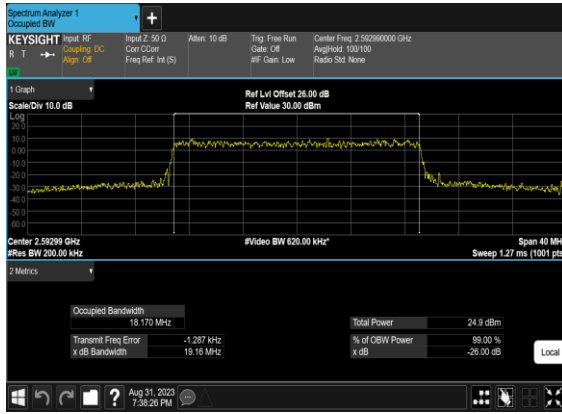 Spectrum Analyzer 1
Occupied BW
+
KEYSIGHT Input: RF Input Z: 50 Ω Atten: 10 dB Trig: Free Run Center Freq: 2.592990000 GHz
R T Coupling: DC Corr CCorr Gate: Off Avg|Hold: 100/100
Align: Off Freq Ref: Int (S) #IF Gain: Low Radio Std: None
LXI
1 Graph
Ref Lvl Offset 26.00 dB
Scale/Div 10.0 dB Ref Value 30.00 dBm
Log
20.0
10.0
0.00
-10.0
-20.0
-30.0
-40.0
-50.0
-60.0
Center 2.59299 GHz #Video BW 620.00 kHz* Span 40 MH
#Res BW 200.00 kHz Sweep 1.27 ms (1001 pts
2 Metrics
Occupied Bandwidth
18.170 MHz Total Power 24.9 dBm
Transmit Freq Error -1.287 kHz % of OBW Power 99.00 %
x dB Bandwidth 19.16 MHz x dB -26.00 dB
Local
? Aug 31, 2023
7:38:26 PM